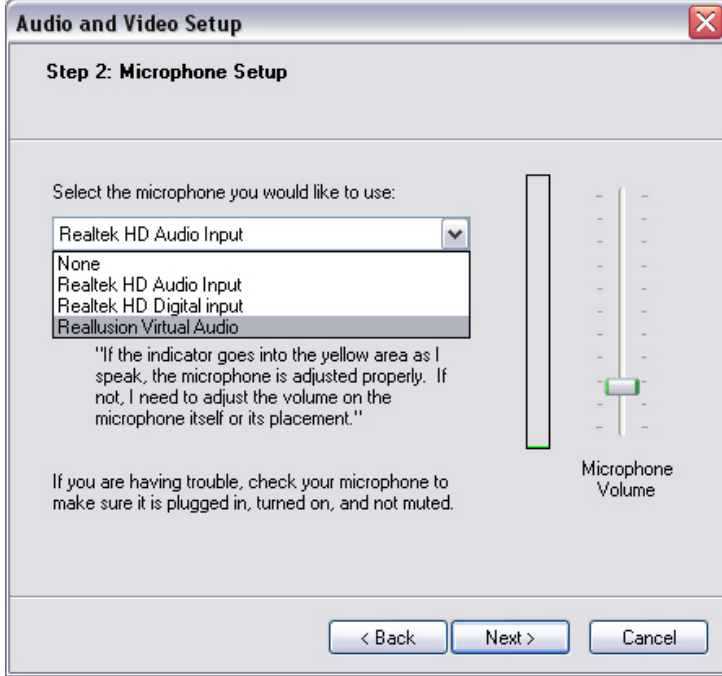 Audio and Video Setup
Step 2: Microphone Setup
Select the microphone you would like to use:
Realtek HD Audio Input
None
Realtek HD Audio Input
Realtek HD Digital input
Reallusion Virtual Audio
"If the indicator goes into the yellow area as I
speak, the microphone is adjusted properly. If
not, I need to adjust the volume on the
microphone itself or its placement."
If you are having trouble, check your microphone to
make sure it is plugged in, turned on, and not muted.
Microphone
Volume
< Back
Next >
Cancel